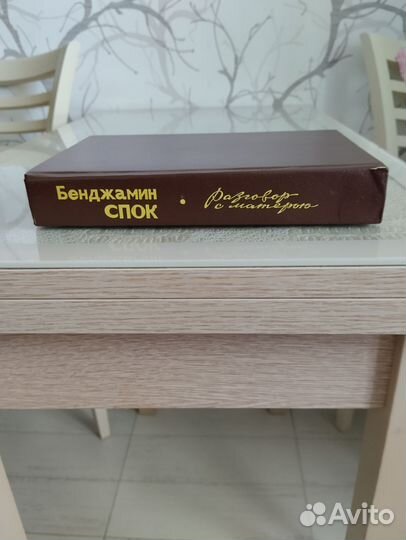 Бенджамин
СПОК
•
Разговор
с матерью
Avito